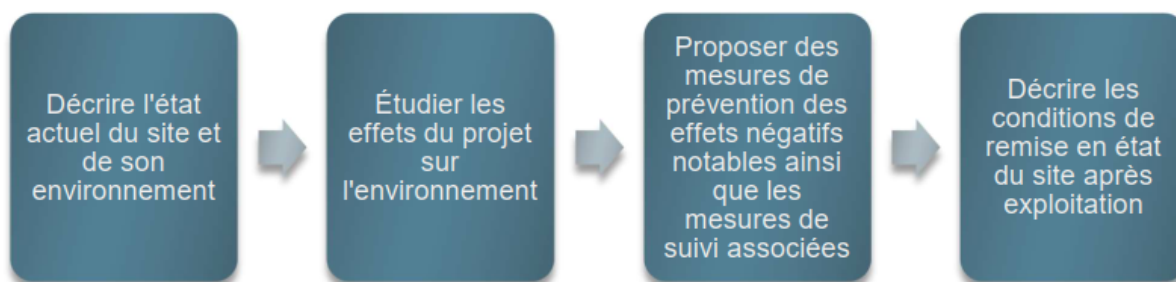 Décrire l'état
actuel du site et
de son
environnement
Étudier les
effets du projet
sur
l'environnement
Proposer des
mesures de
prévention des
effets négatifs
notables ainsi
que les
mesures de
suivi associées
Décrire les
conditions de
remise en état
du site après
exploitation